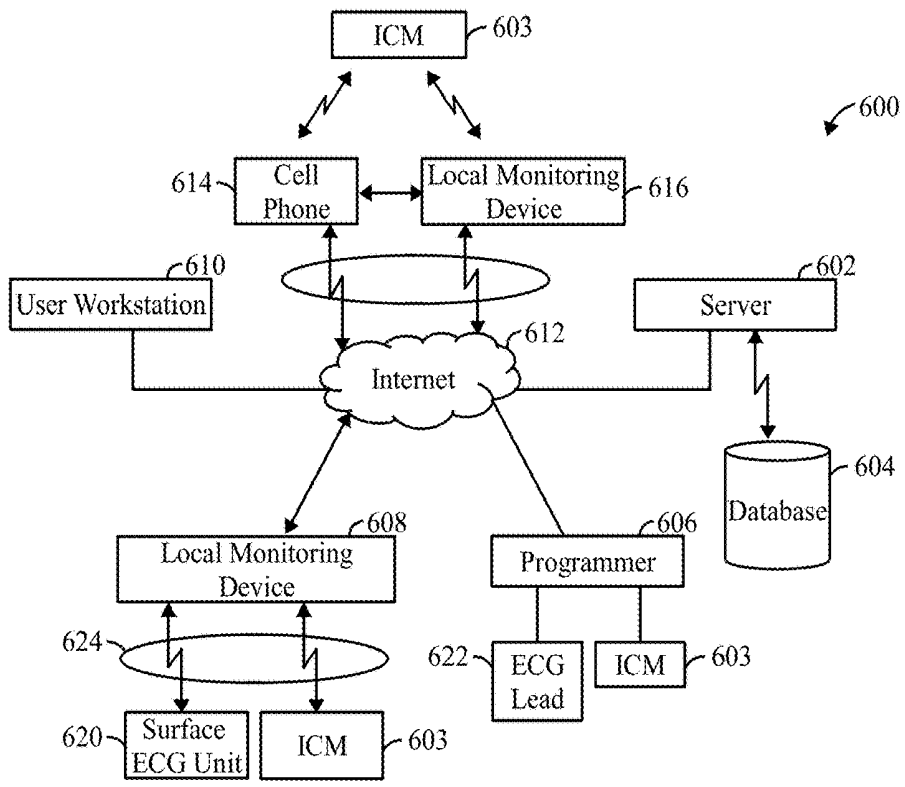 ICM
603
600
614
Cell
Phone
Local Monitoring
Device
616
610
User Workstation
602
Server
612
Internet
604
Database
608
Local Monitoring
Device
606
Programmer
624
622
ECG
Lead
ICM
603
620
Surface
ECG Unit
ICM
603